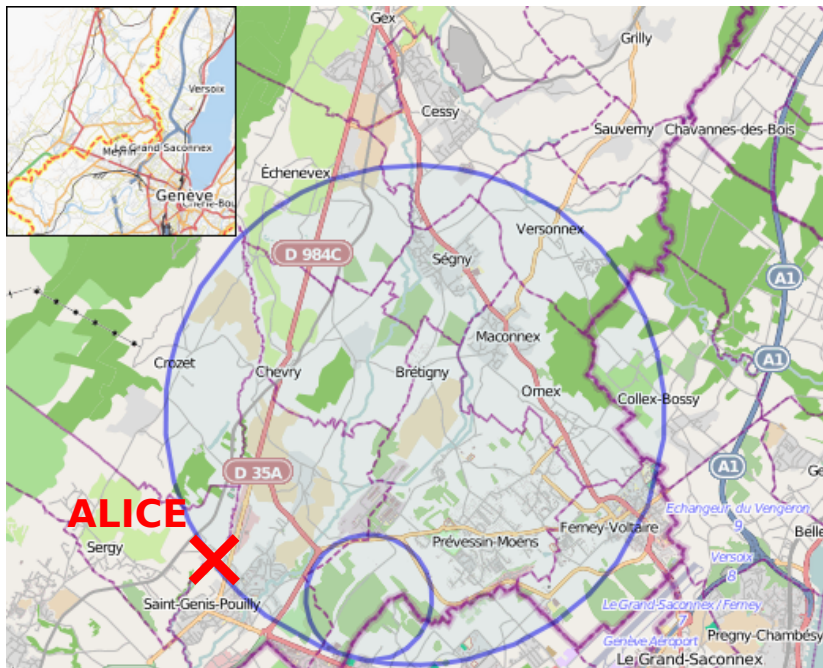 Gex
Grilly
Versoix
Meyrin
Le Grand Saconnex
Genève
Cessy
Sauverny
Chavannes-des-Bois
Échenevex
Versonnex
D 984C
Ségny
A1
Maconnex
Crozet
Chevry
Brétigny
A1
Ornex
Collex-Bossy
D 35A
A1
ALICE
Echangeur du Vengeron
9
Ferney-Voltaire
Prévessin-Moëns
Sergy
Versoix
8
Saint-Genis-Pouilly
Le Grand-Saconnex / Ferney
7
Genève Aéroport
Pregny-Chambésy
Le Grand-Saconnex